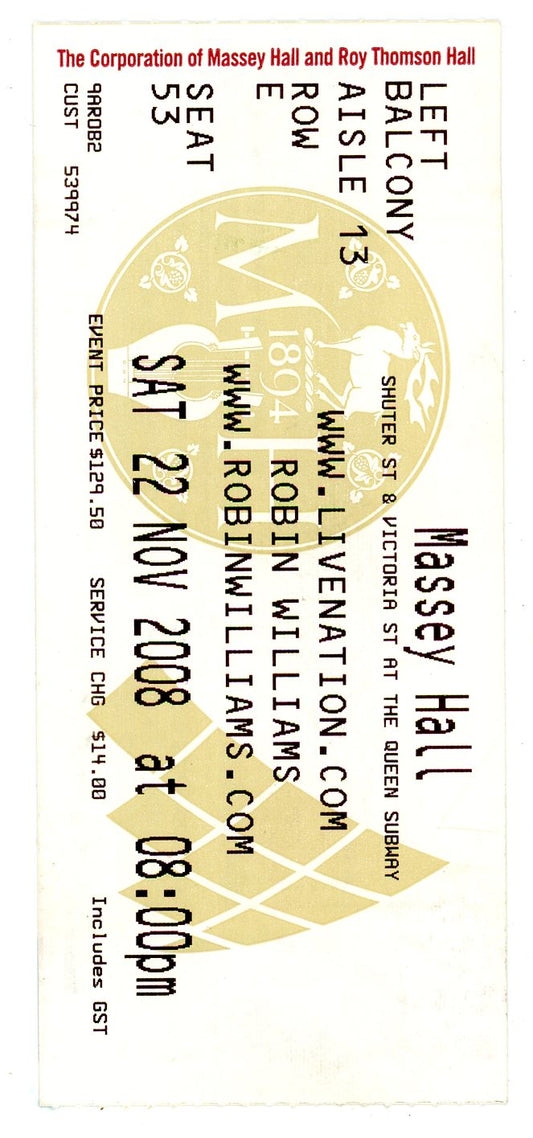 The Corporation of Massey Hall and Roy Thomson Hall
LEFT
BALCONY
AISLE 13
ROW
E
SEAT
53
9AROB2
CUST 539974
Massey Hall
SHUTER ST & VICTORIA ST AT THE QUEEN SUBWAY
WWW.LIVENATION.COM
ROBIN WILLIAMS
WWW.ROBINWILLIAMS.COM
SAT 22 NOV 2008 at 08:00pm
EVENT PRICE $129.50 SERVICE CHG $14.00 Includes GST
M
1894
H